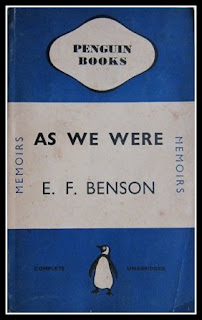 PENGUIN
BOOKS
AS WE WERE
MEMOIRS
MEMOIRS
E. F. BENSON
COMPLETE
UNABRIDGED